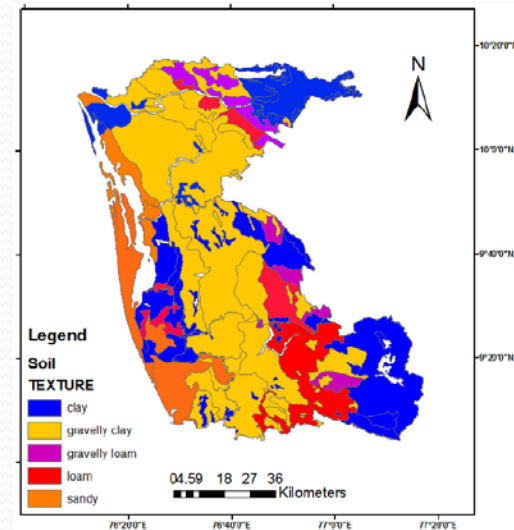 N
10°20'0"N
10°0'0"N
9°40'0"N
9°20'0"N
Legend
Soil
TEXTURE
clay
gravelly clay
gravelly loam
loam
sandy
04.59 18 27 36
Kilometers
76°20'0"E 76°40'0"E 77°0'0"E 77°20'0"E